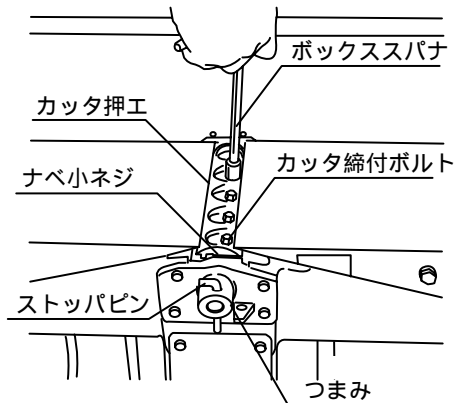 ボックススパナ
カッタ押エ
カッタ締付ボルト
ナベ小ネジ
ストッパピン
つまみ